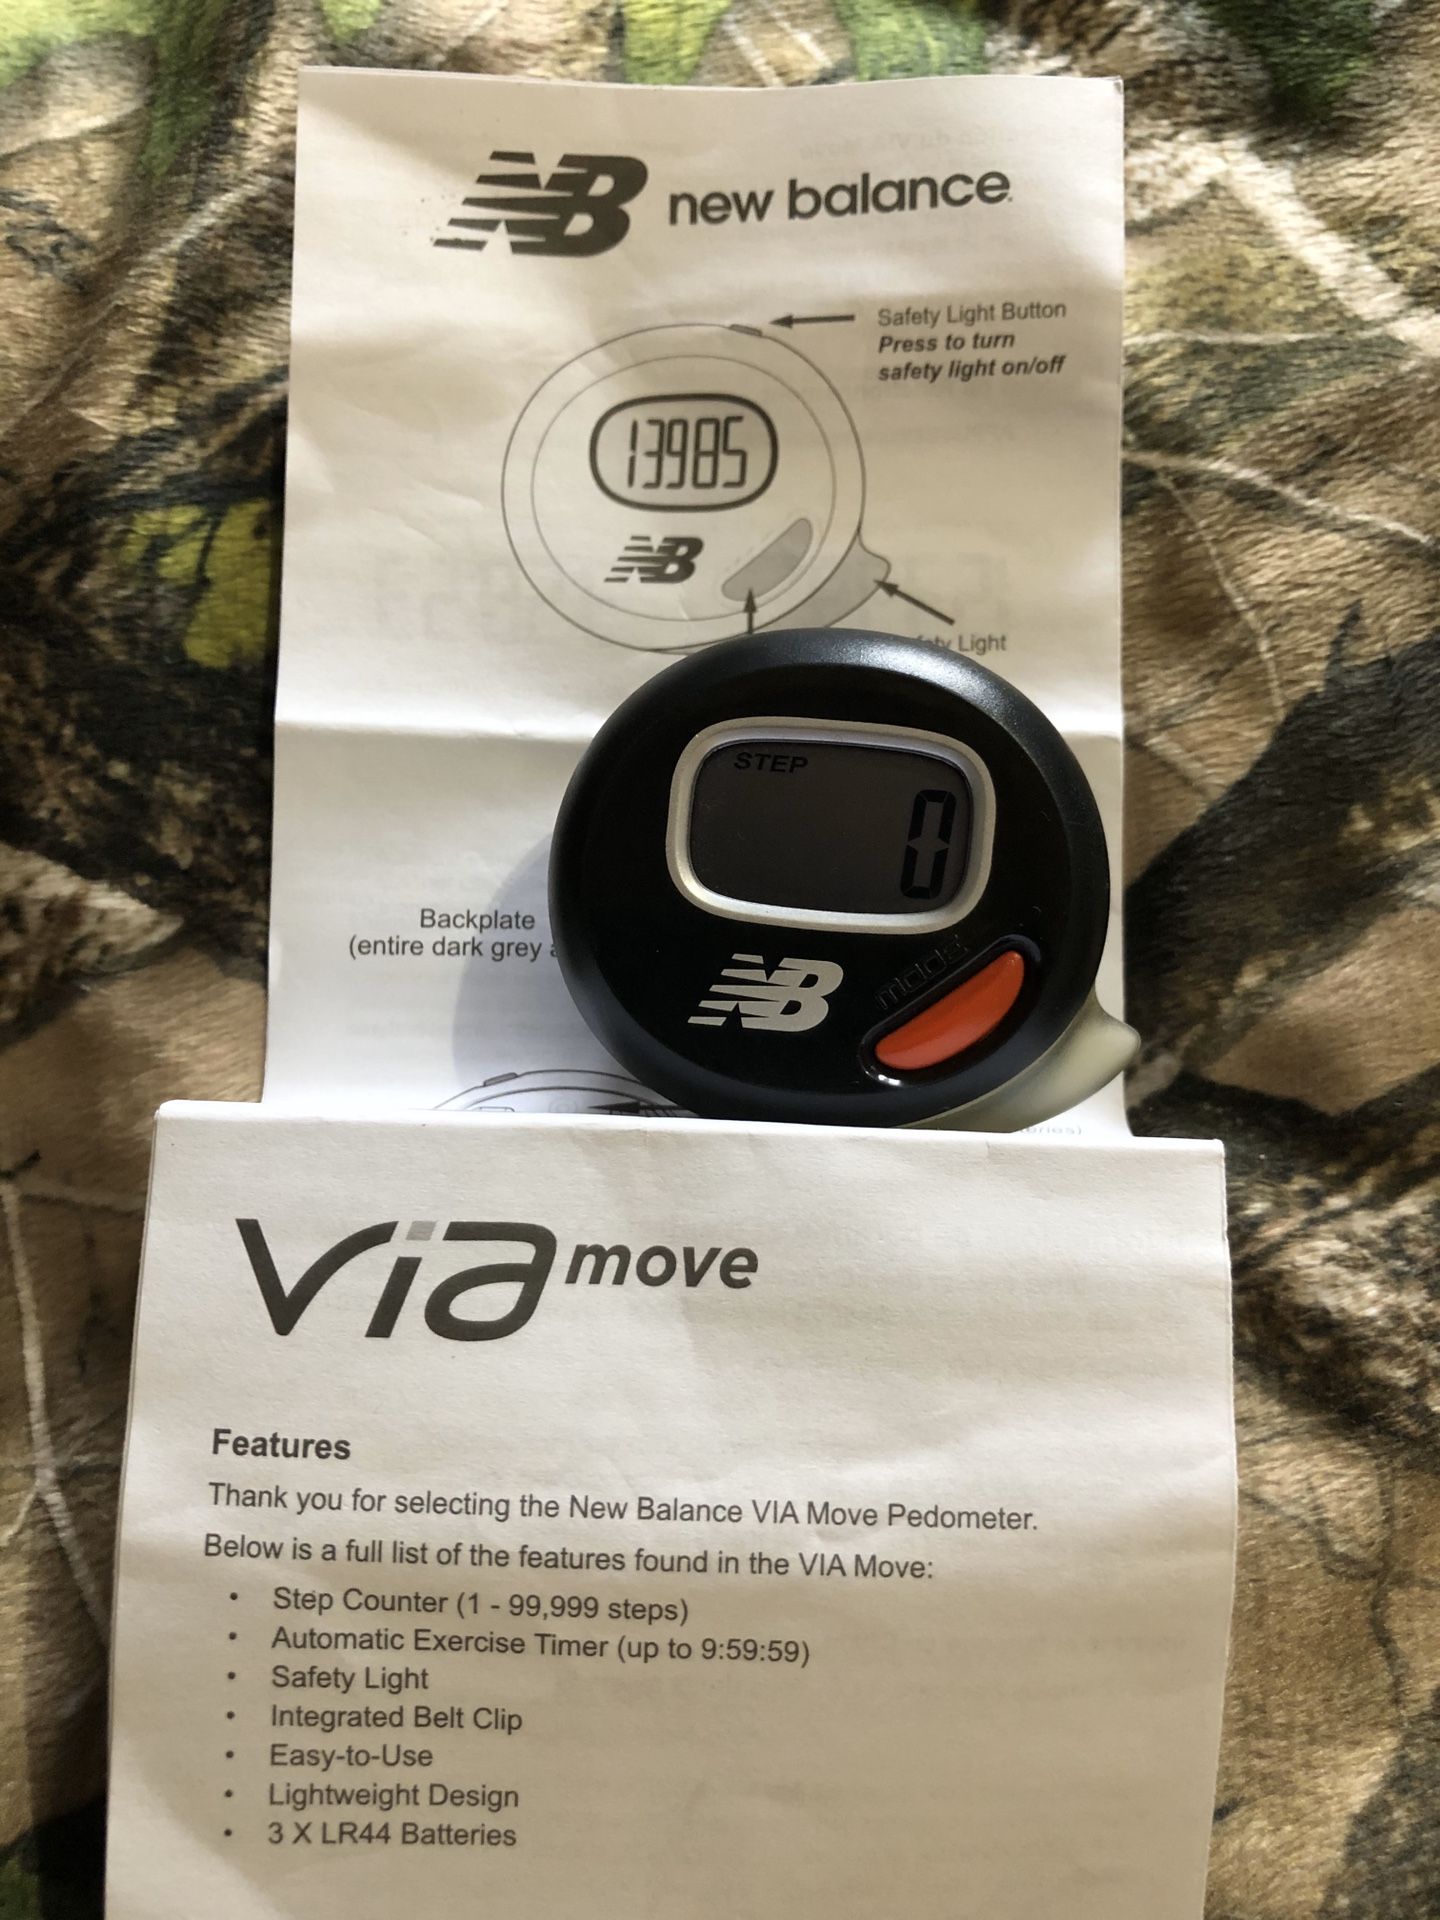 NB new balance
Safety Light Button
Press to turn
safety light on/off
13985
NB
Light
STEP
0
Backplate
(entire dark grey
mode
NB
via move
Features
Thank you for selecting the New Balance VIA Move Pedometer.
Below is a full list of the features found in the VIA Move:
• Step Counter (1 - 99,999 steps)
• Automatic Exercise Timer (up to 9:59:59)
• Safety Light
• Integrated Belt Clip
• Easy-to-Use
• Lightweight Design
• 3 X LR44 Batteries